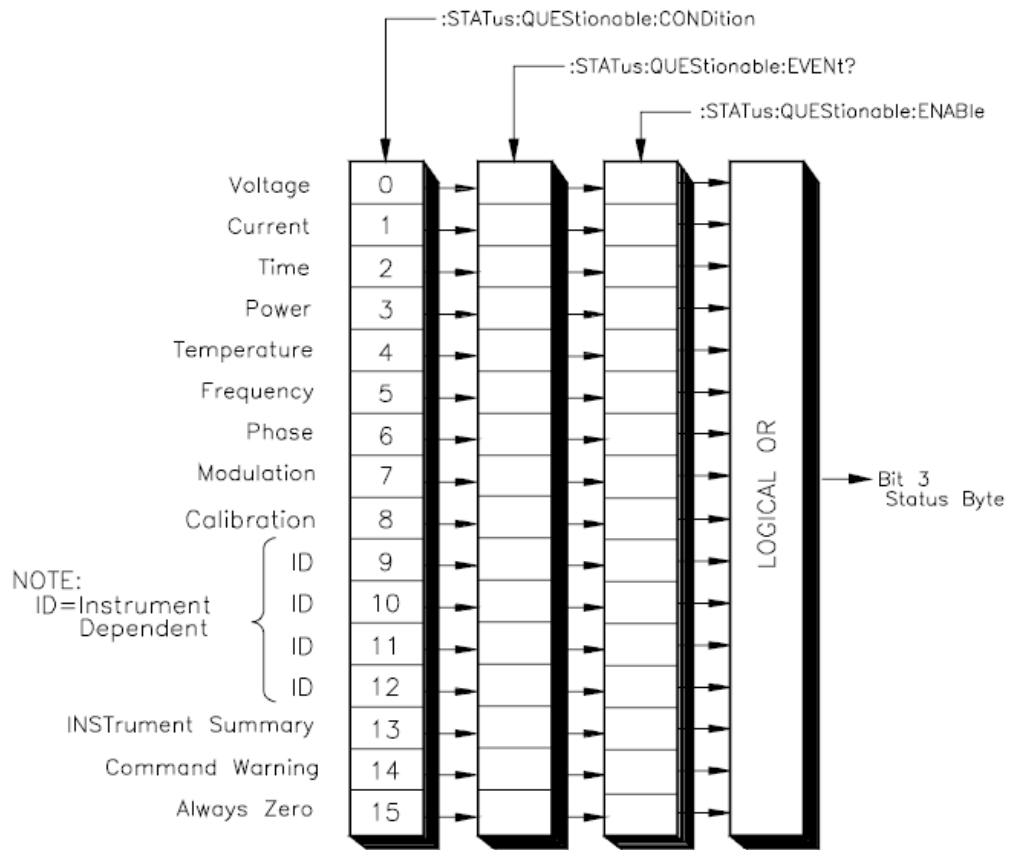 :STATus:QUEStionable:CONDition
:STATus:QUEStionable:EVENt?
:STATus:QUEStionable:ENABle
Voltage 0
Current 1
Time 2
Power 3
Temperature 4
Frequency 5
Phase 6
Modulation 7
Calibration 8
ID 9
ID 10
ID 11
ID 12
INSTrument Summary 13
Command Warning 14
Always Zero 15
NOTE:
ID=Instrument
Dependent
LOGICAL OR
Bit 3
Status Byte